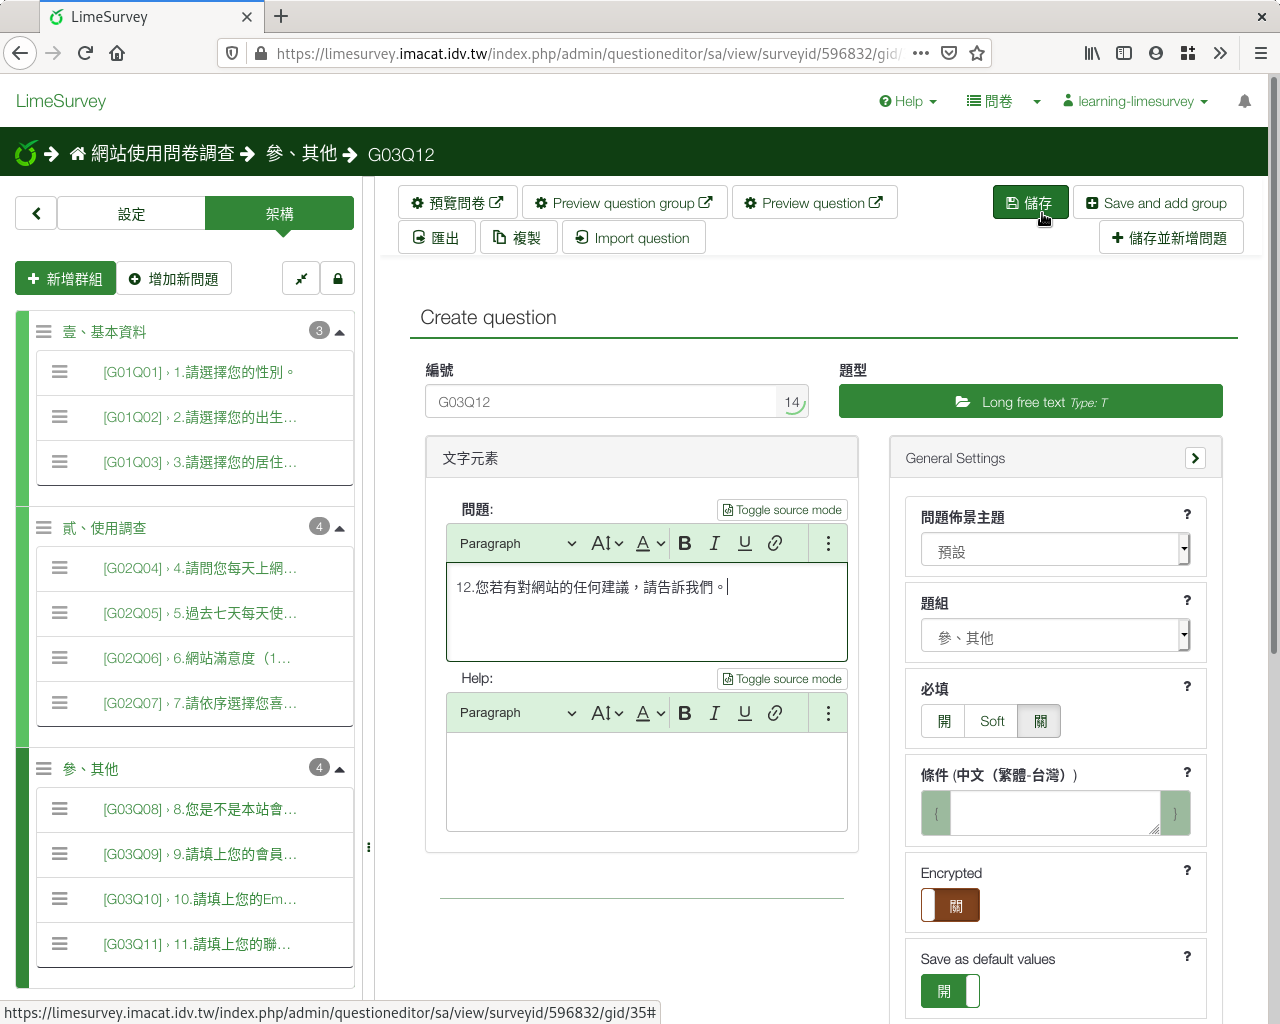 LimeSurvey
https://limesurvey.imacat.idv.tw/index.php/admin/questioneditor/sa/view/surveyid/596832/gid/
LimeSurvey
Help
問卷
learning-limesurvey
網站使用問卷調查
參、其他
G03Q12
設定
架構
預覽問卷
Preview question group
Preview question
儲存
Save and add group
匯出
複製
Import question
儲存並新增問題
新增群組
增加新問題
壹、基本資料
3
[G01Q01] › 1.請選擇您的性別。
[G01Q02] › 2.請選擇您的出生...
[G01Q03] › 3.請選擇您的居住...
貳、使用調查
4
[G02Q04] › 4.請問您每天上網...
[G02Q05] › 5.過去七天每天使...
[G02Q06] › 6.網站滿意度（1...
[G02Q07] › 7.請依序選擇您喜...
參、其他
4
[G03Q08] › 8.您是不是本站會...
[G03Q09] › 9.請填上您的會員...
[G03Q10] › 10.請填上您的Em...
[G03Q11] › 11.請填上您的聯...
Create question
編號
題型
G03Q12
14
Long free text Type: T
文字元素
問題:
Toggle source mode
Paragraph
A
A
B
I
U
12.您若有對網站的任何建議，請告訴我們。
Help:
Toggle source mode
Paragraph
A
A
B
I
U
General Settings
問題佈景主題
?
預設
題組
?
參、其他
必填
?
開
Soft
關
條件 (中文（繁體-台灣）)
?
{
}
Encrypted
?
關
Save as default values
?
開
https://limesurvey.imacat.idv.tw/index.php/admin/questioneditor/sa/view/surveyid/596832/gid/35#